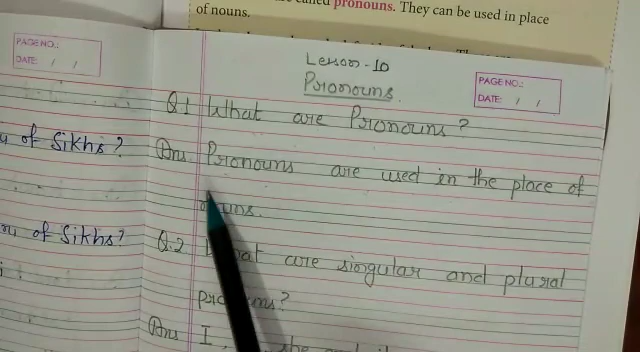 called pronouns. They can be used in place
of nouns.
PAGE NO.:
DATE: / /
Lesson-10
Pronouns.
PAGE NO.:
DATE: / /
Q.1 What are Pronouns?
of Sikhs?
Ans. Pronouns are used in the place of
nouns.
of Sikhs?
Q.2 What are singular and plural
pronouns?
Ans I, she